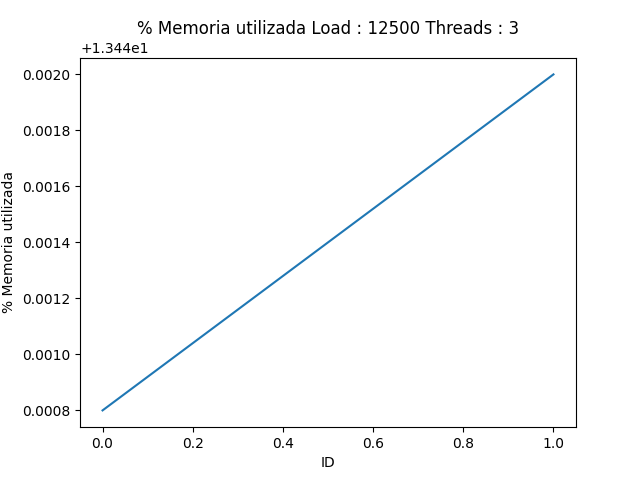 % Memoria utilizada Load : 12500 Threads : 3
+1.344e1
0.0020
0.0018
0.0016
0.0014
0.0012
0.0010
0.0008
% Memoria utilizada
0.0 0.2 0.4 0.6 0.8 1.0
ID